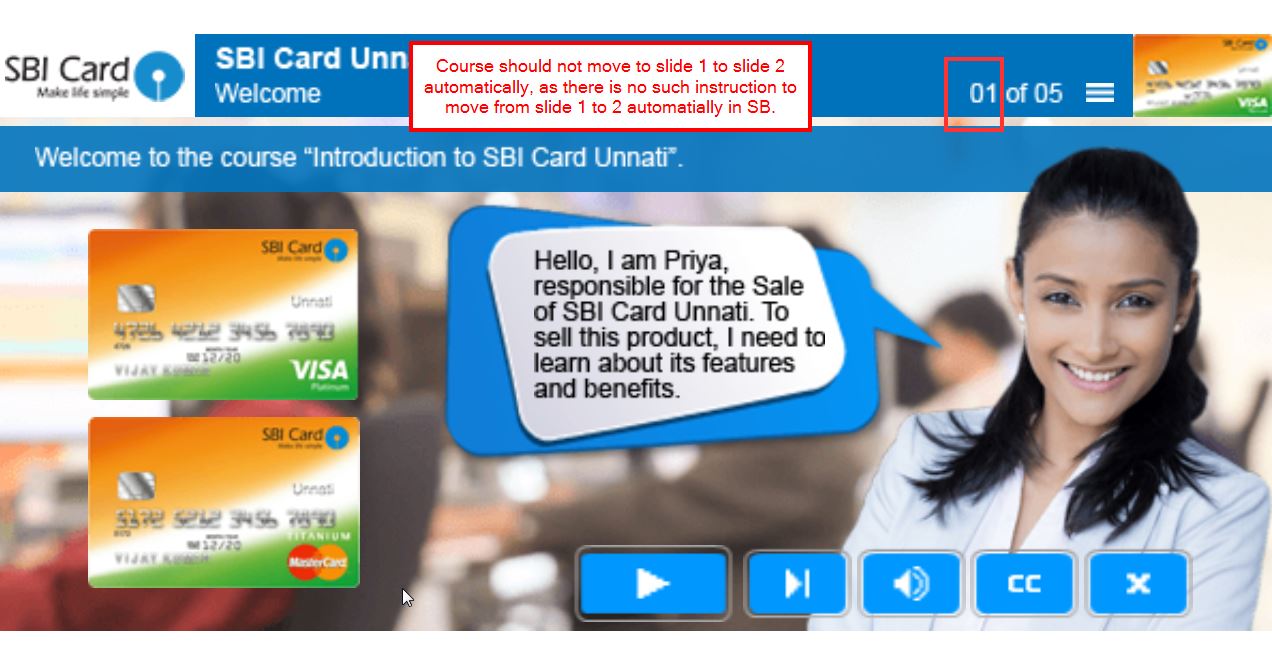 SBI Card
Make life simple
SBI Card Unn
Welcome
Course should not move to slide 1 to slide 2
automatically, as there is no such instruction to
move from slide 1 to 2 automatially in SB.
01 of 05
VISA
Welcome to the course “Introduction to SBI Card Unnati”.
SBI Card
Make life simple
Unnati
4726 4212 3456 7890
12/20
VIJAY
VISA
Platinum
Hello, I am Priya,
responsible for the Sale
of SBI Card Unnati. To
sell this product, I need to
learn about its features
and benefits.
SBI Card
Make life simple
Unnati
3456 7890
12/20
TITANIUM
VIJAY
MasterCard
CC